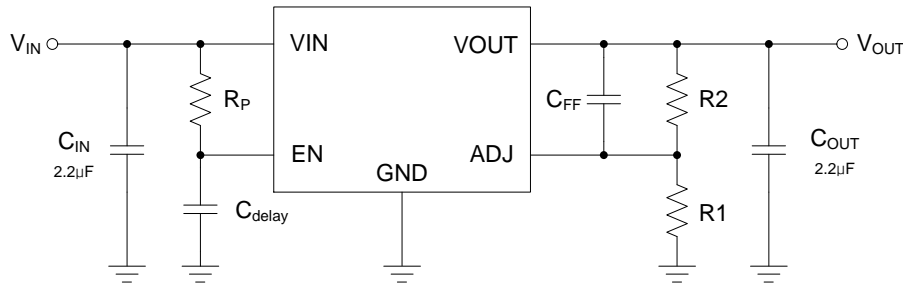 VIN
VIN
VOUT
VOUT
RP
CFF
R2
CIN
2.2µF
EN
ADJ
COUT
2.2µF
GND
Cdelay
R1